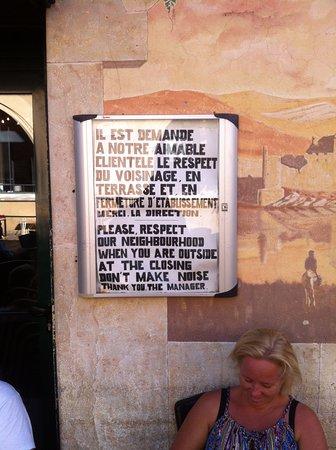 IL EST DEMANDE
A NOTRE AIMABLE
CLIENTELE LE RESPECT
DU VOISINAGE, EN
TERRASSE ET, EN
FERMETURE D'ETABLISSEMENT
MERCI. LA DIRECTION.
PLEASE, RESPECT
OUR NEIGHBOURHOOD
WHEN YOU ARE OUTSIDE
AT THE CLOSING
DON'T MAKE NOISE
THANK YOU. THE MANAGER